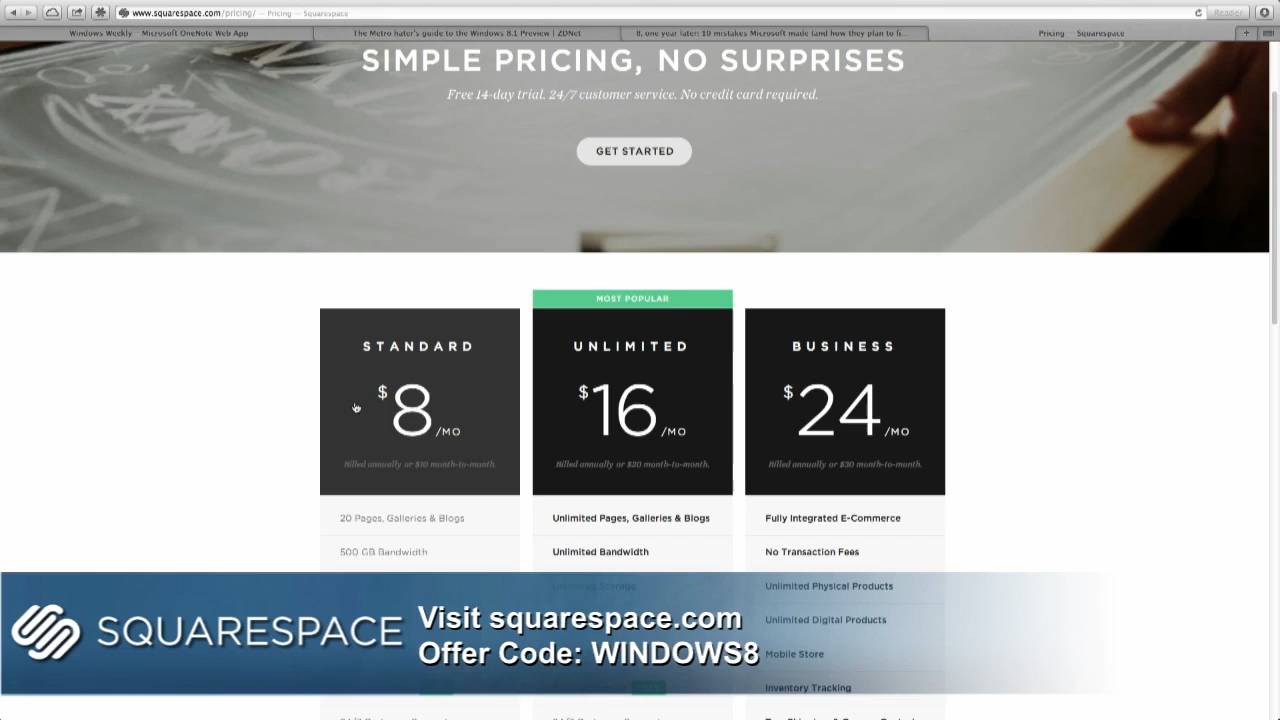 www.squarespace.com/pricing/ — Pricing — Squarespace
Reader
Windows Weekly – Microsoft OneNote Web App
The Metro hater's guide to the Windows 8.1 Preview | ZDNet
8, one year later: 10 mistakes Microsoft made (and how they plan to fi...
Pricing — Squarespace
SIMPLE PRICING, NO SURPRISES
Free 14-day trial. 24/7 customer service. No credit card required.
GET STARTED
MOST POPULAR
STANDARD
$8/MO
Billed annually or $10 month-to-month.
20 Pages, Galleries & Blogs
500 GB Bandwidth
UNLIMITED
$16/MO
Billed annually or $20 month-to-month.
Unlimited Pages, Galleries & Blogs
Unlimited Bandwidth
Unlimited Storage
BUSINESS
$24/MO
Billed annually or $30 month-to-month.
Fully Integrated E-Commerce
No Transaction Fees
Unlimited Physical Products
Unlimited Digital Products
Mobile Store
Inventory Tracking
SQUARESPACE
Visit squarespace.com
Offer Code: WINDOWS8